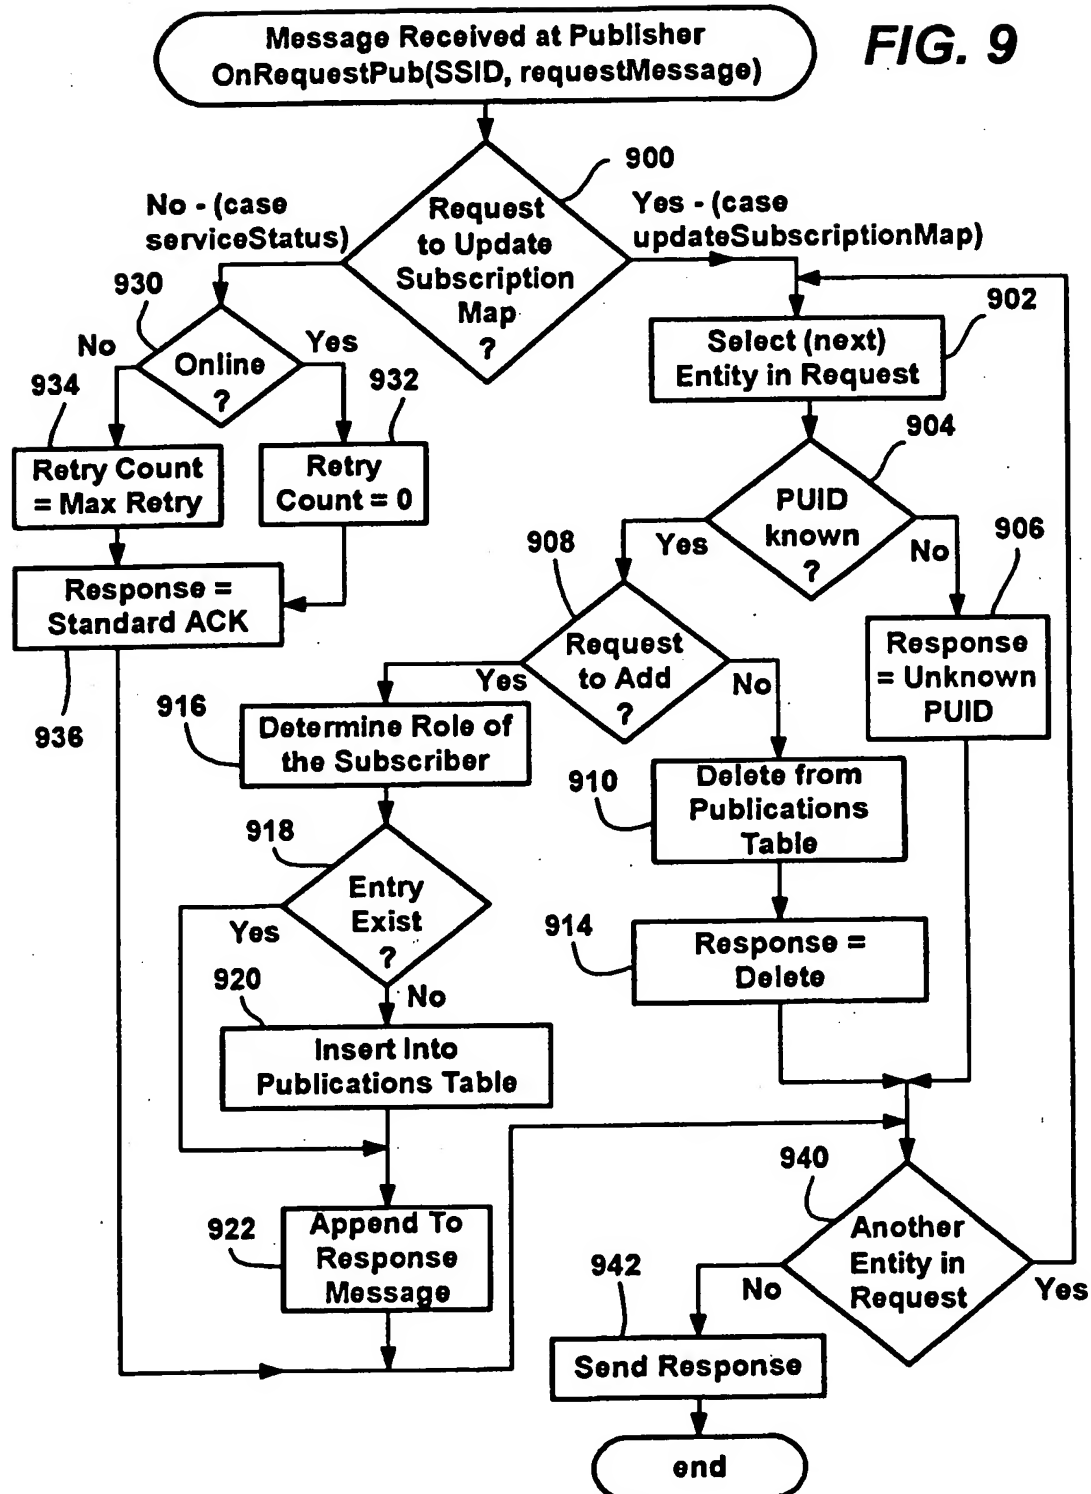 Message Received at Publisher
OnRequestPub(SSID, requestMessage)
FIG. 9
900
Request
to Update
Subscription
Map
?
No - (case
serviceStatus)
Yes - (case
updateSubscriptionMap)
930
Online
?
No
Yes
902
Select (next)
Entity in Request
934
Retry Count
= Max Retry
932
Retry
Count = 0
904
PUID
known
?
Yes
No
936
Response =
Standard ACK
908
Request
to Add
?
Yes
No
906
Response
= Unknown
PUID
916
Determine Role of
the Subscriber
910
Delete from
Publications
Table
918
Entry
Exist
?
Yes
No
914
Response =
Delete
920
Insert Into
Publications Table
922
Append To
Response
Message
940
Another
Entity in
Request
No
Yes
942
Send Response
end